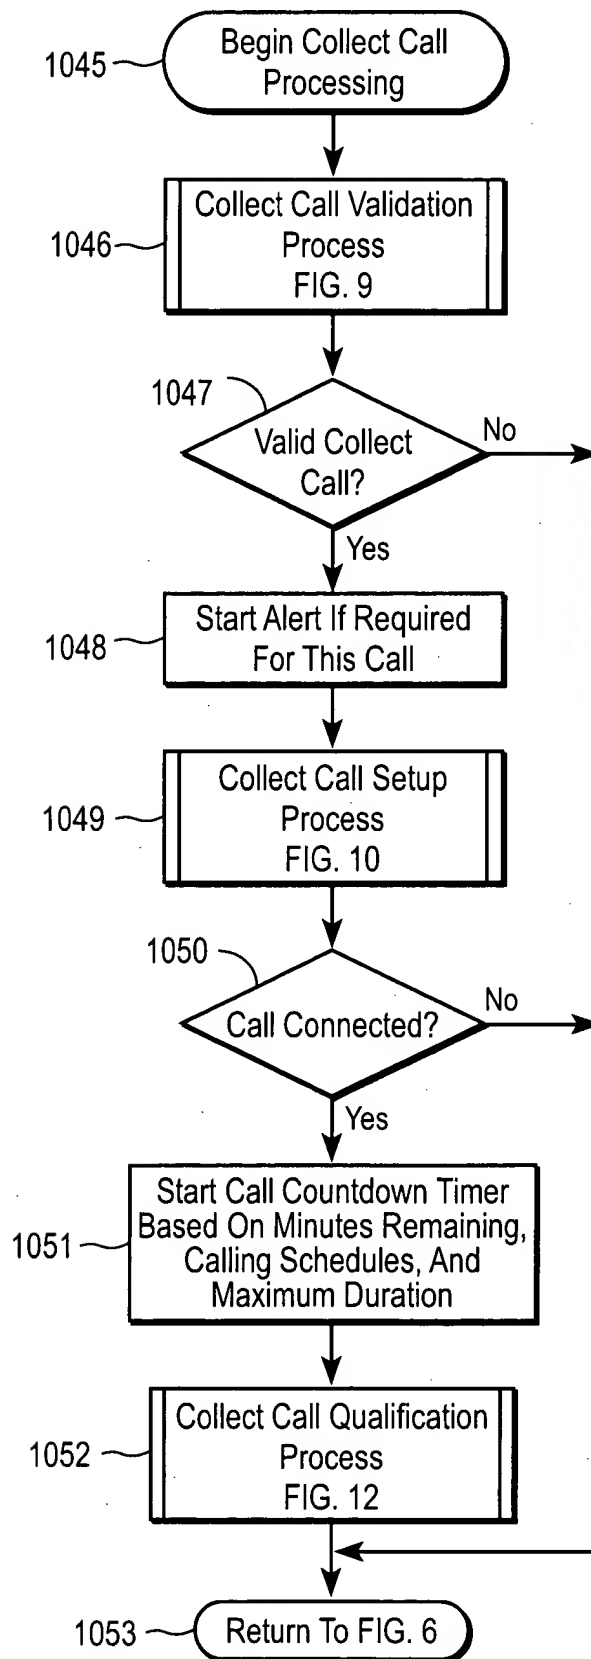 1045
Begin Collect Call
Processing
1046
Collect Call Validation
Process
FIG. 9
1047
Valid Collect
Call?
No
Yes
1048
Start Alert If Required
For This Call
1049
Collect Call Setup
Process
FIG. 10
1050
Call Connected?
No
Yes
1051
Start Call Countdown Timer
Based On Minutes Remaining,
Calling Schedules, And
Maximum Duration
1052
Collect Call Qualification
Process
FIG. 12
1053
Return To FIG. 6